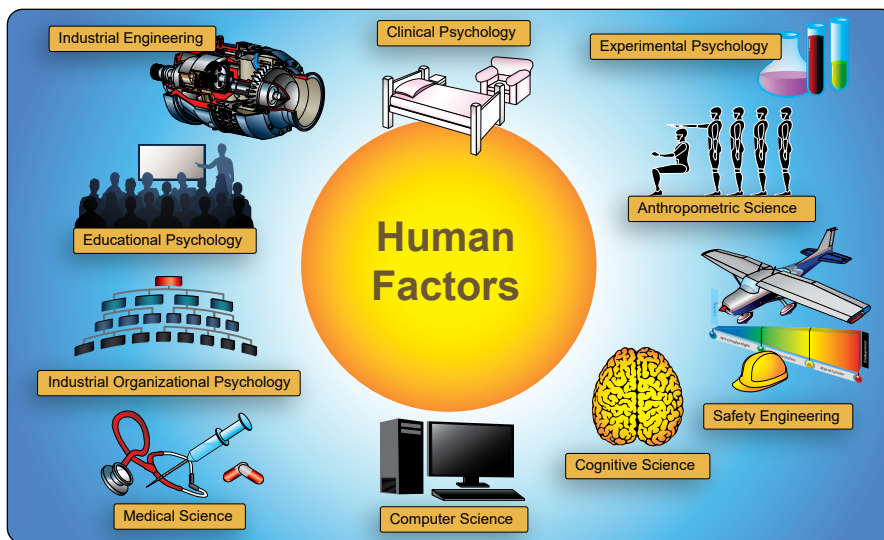 Industrial Engineering
Clinical Psychology
Experimental Psychology
Anthropometric Science
Educational Psychology
Human
Factors
Industrial Organizational Psychology
Safety Engineering
Cognitive Science
Medical Science
Computer Science